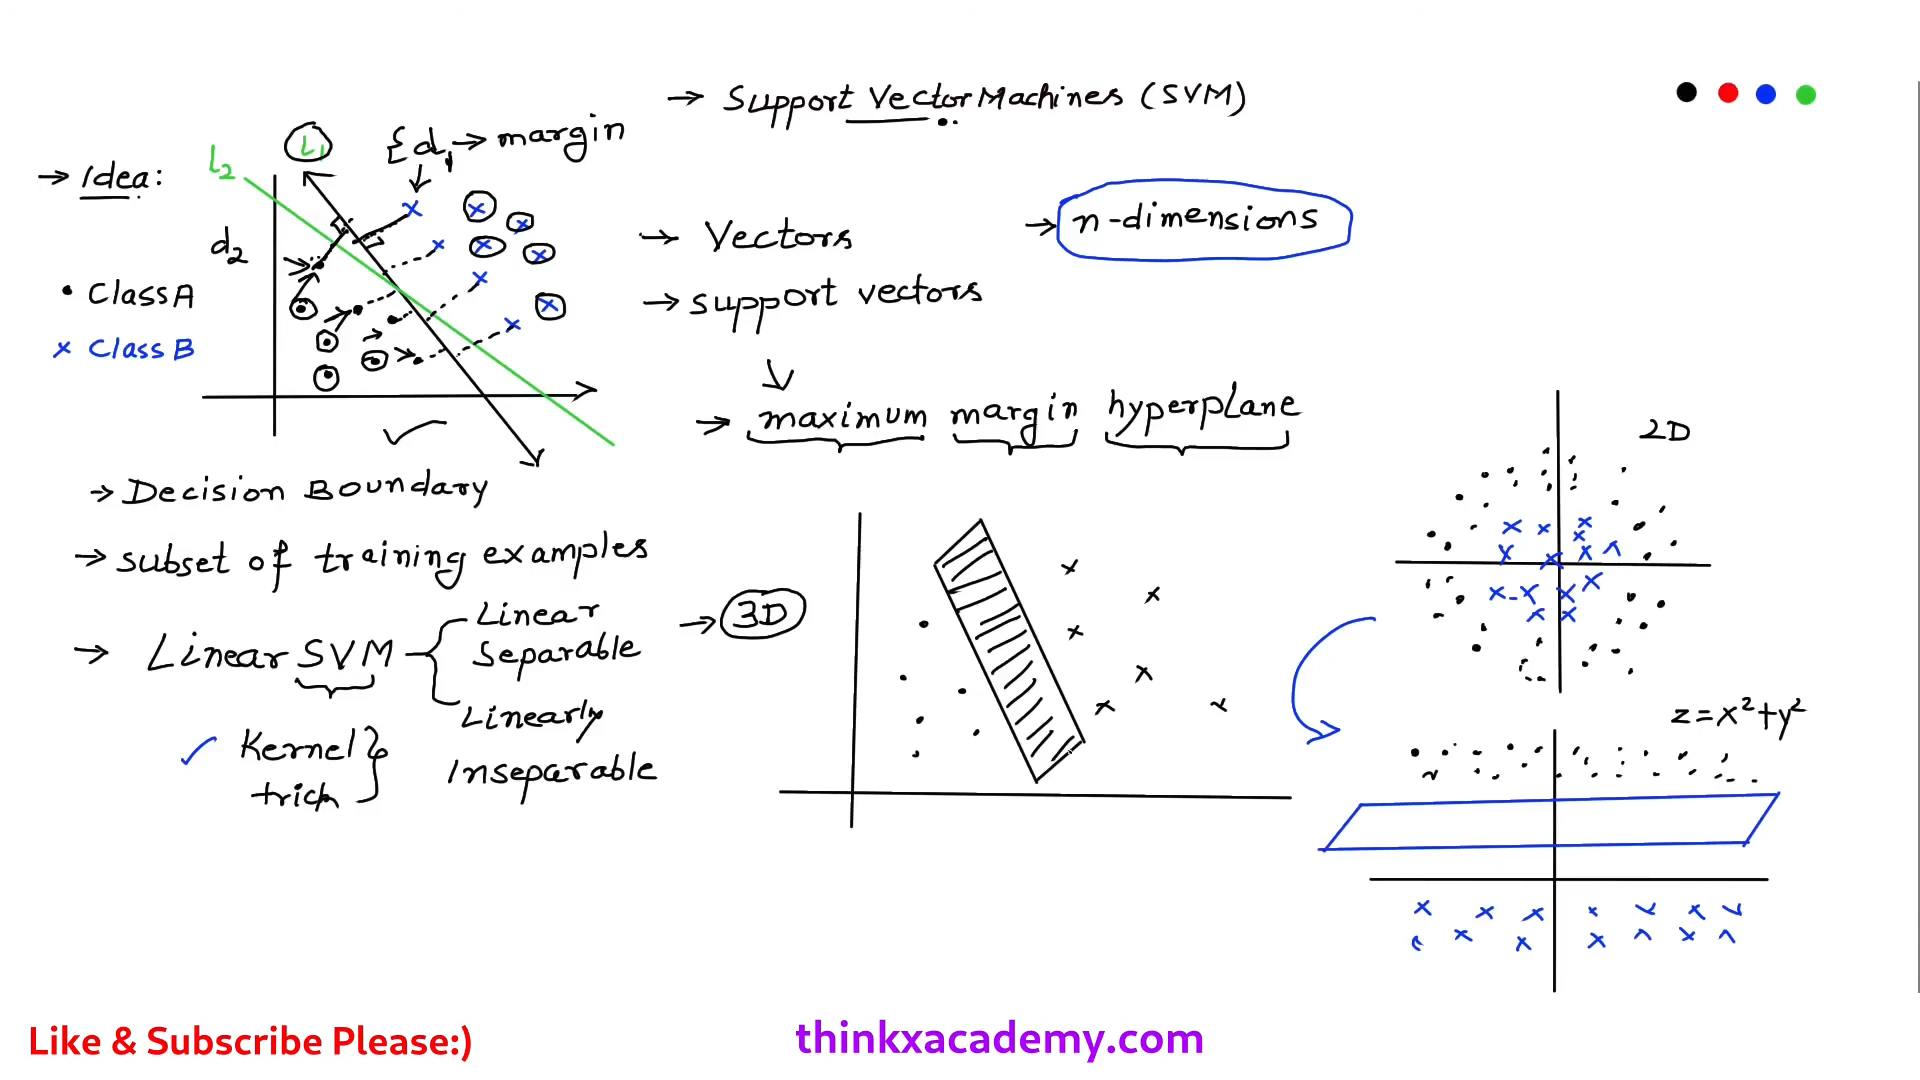 → Support Vector Machines (SVM)
→ Idea:
L2
L1
{d1 → margin
d2
• Class A
x Class B
→ Vectors
→ n-dimensions
→ support vectors
→ maximum margin hyperplane
→ Decision Boundary
→ subset of training examples
→ Linear SVM
Linear
Separable
Linearly
Inseparable
Kernel
trick
→ 3D
2D
z=x²+y²
Like & Subscribe Please:)
thinkxacademy.com